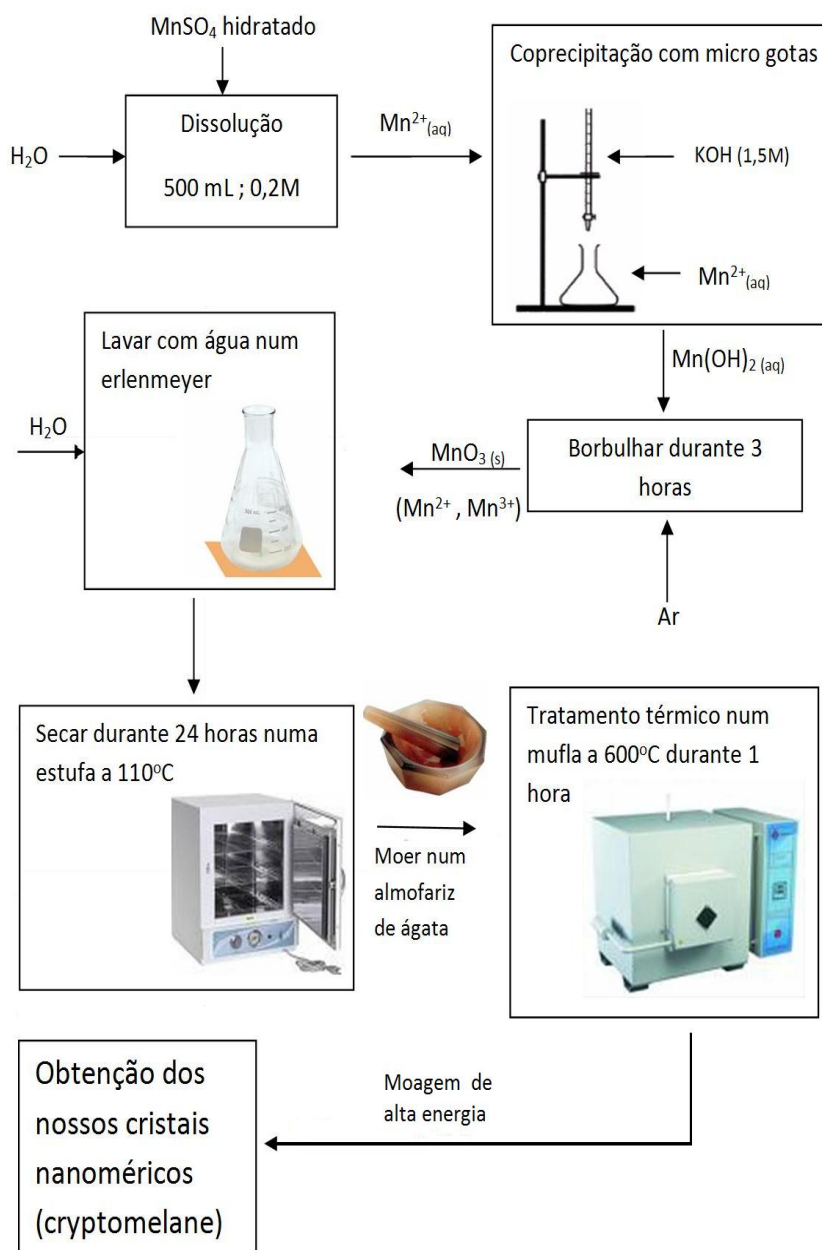 MnSO₄ hidratado
H₂O
Dissolução
500 mL ; 0,2M
Mn²⁺(aq)
Coprecipitação com micro gotas
KOH (1,5M)
Mn²⁺(aq)
Mn(OH)₂ (aq)
Borbulhar durante 3
horas
Ar
MnO₃ (s)
(Mn²⁺ , Mn³⁺)
Lavar com água num
erlenmeyer
H₂O
Secar durante 24 horas numa
estufa a 110ºC
Moer num
almofariz
de ágata
Tratamento térmico num
mufla a 600ºC durante 1
hora
Moagem de
alta energia
Obtenção dos
nossos cristais
nanoméricos
(cryptomelane)